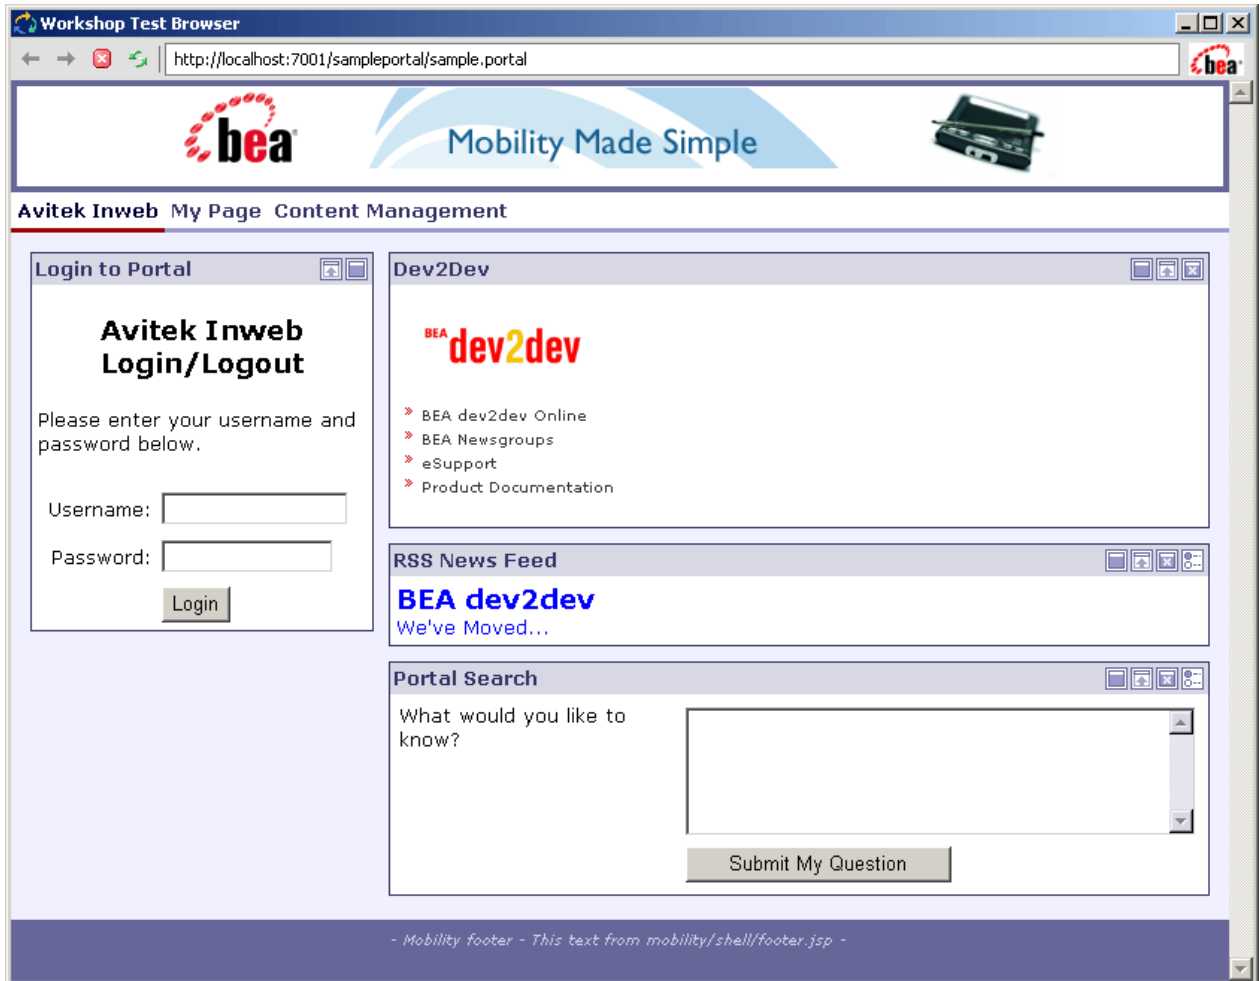 Workshop Test Browser
http://localhost:7001/sampleportal/sample.portal
bea
bea
Mobility Made Simple
Avitek Inweb My Page Content Management
Login to Portal
Avitek Inweb
Login/Logout
Please enter your username and
password below.
Username:
Password:
Login
Dev2Dev
BEA dev2dev
» BEA dev2dev Online
» BEA Newsgroups
» eSupport
» Product Documentation
RSS News Feed
BEA dev2dev
We've Moved...
Portal Search
What would you like to
know?
Submit My Question
- Mobility footer - This text from mobility/shell/footer.jsp -